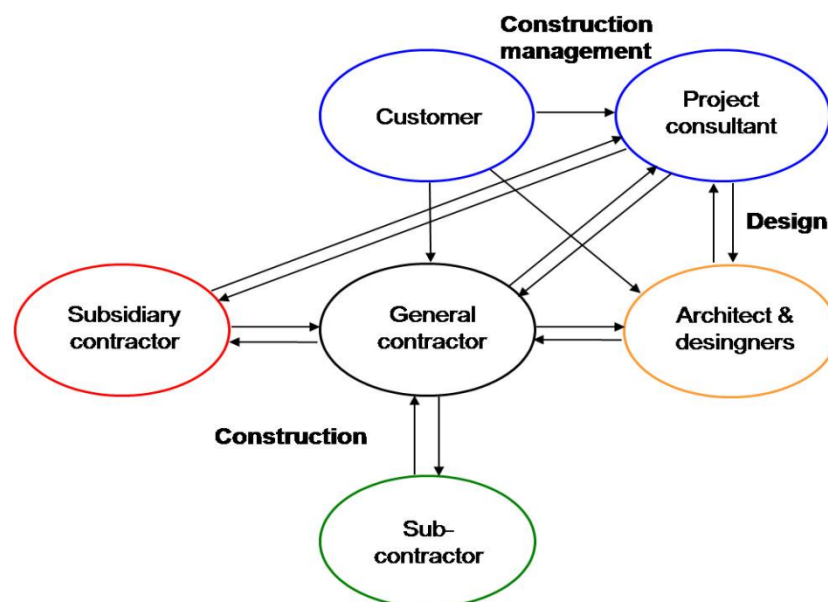 Construction
management
Customer
Project
consultant
Design
Subsidiary
contractor
General
contractor
Architect &
desingners
Construction
Sub-
contractor